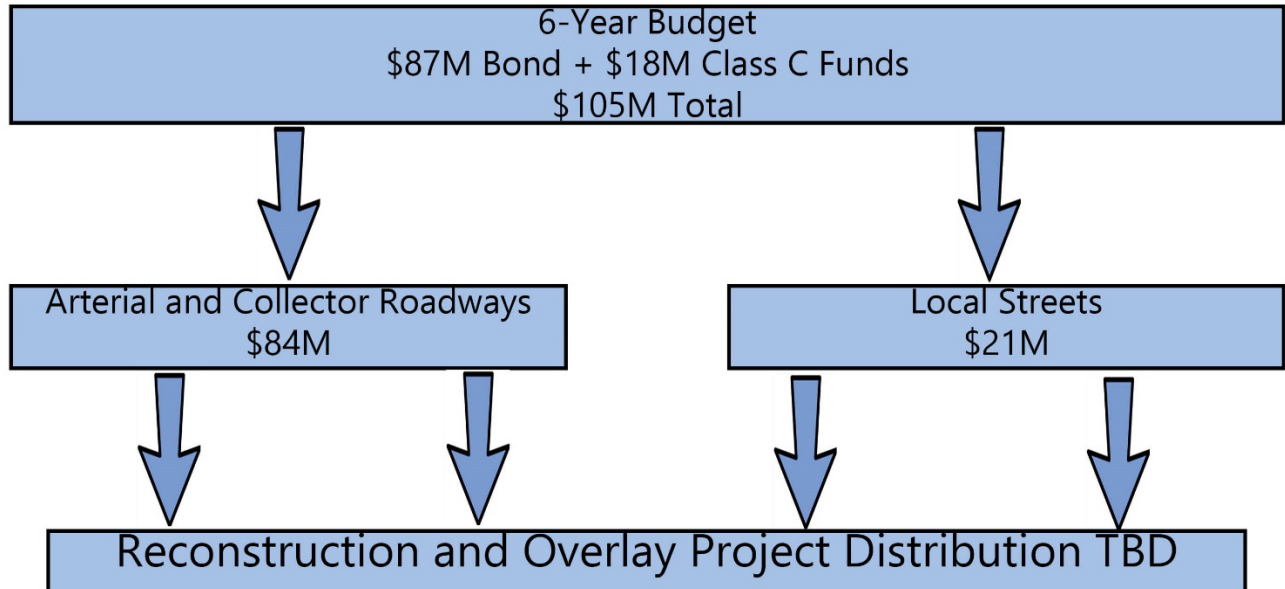 6-Year Budget
$87M Bond + $18M Class C Funds
$105M Total
Arterial and Collector Roadways
$84M
Local Streets
$21M
Reconstruction and Overlay Project Distribution TBD